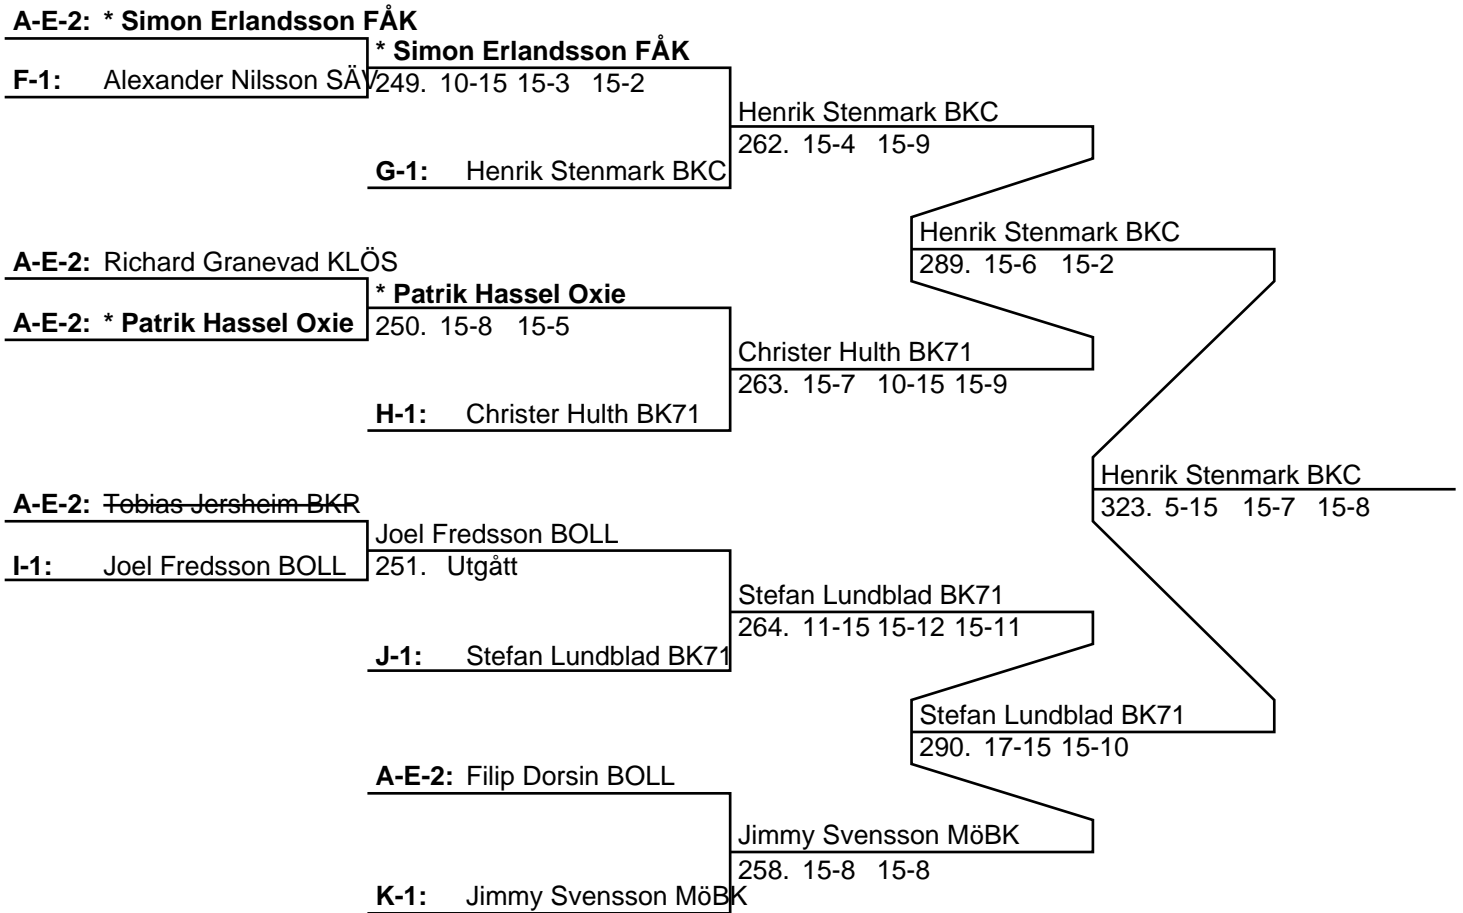 A-E-2: * Simon Erlandsson FÅK
* Simon Erlandsson FÅK
F-1: Alexander Nilsson SÄV
249. 10-15 15-3 15-2
Henrik Stenmark BKC
262. 15-4 15-9
G-1: Henrik Stenmark BKC
Henrik Stenmark BKC
289. 15-6 15-2
A-E-2: Richard Granevad KLÖS
* Patrik Hassel Oxie
A-E-2: * Patrik Hassel Oxie
250. 15-8 15-5
Christer Hulth BK71
263. 15-7 10-15 15-9
H-1: Christer Hulth BK71
Henrik Stenmark BKC
323. 5-15 15-7 15-8
A-E-2: Tobias Jersheim BKR
Joel Fredsson BOLL
I-1: Joel Fredsson BOLL
251. Utgått
Stefan Lundblad BK71
264. 11-15 15-12 15-11
J-1: Stefan Lundblad BK71
Stefan Lundblad BK71
290. 17-15 15-10
A-E-2: Filip Dorsin BOLL
Jimmy Svensson MöBK
258. 15-8 15-8
K-1: Jimmy Svensson MöBK